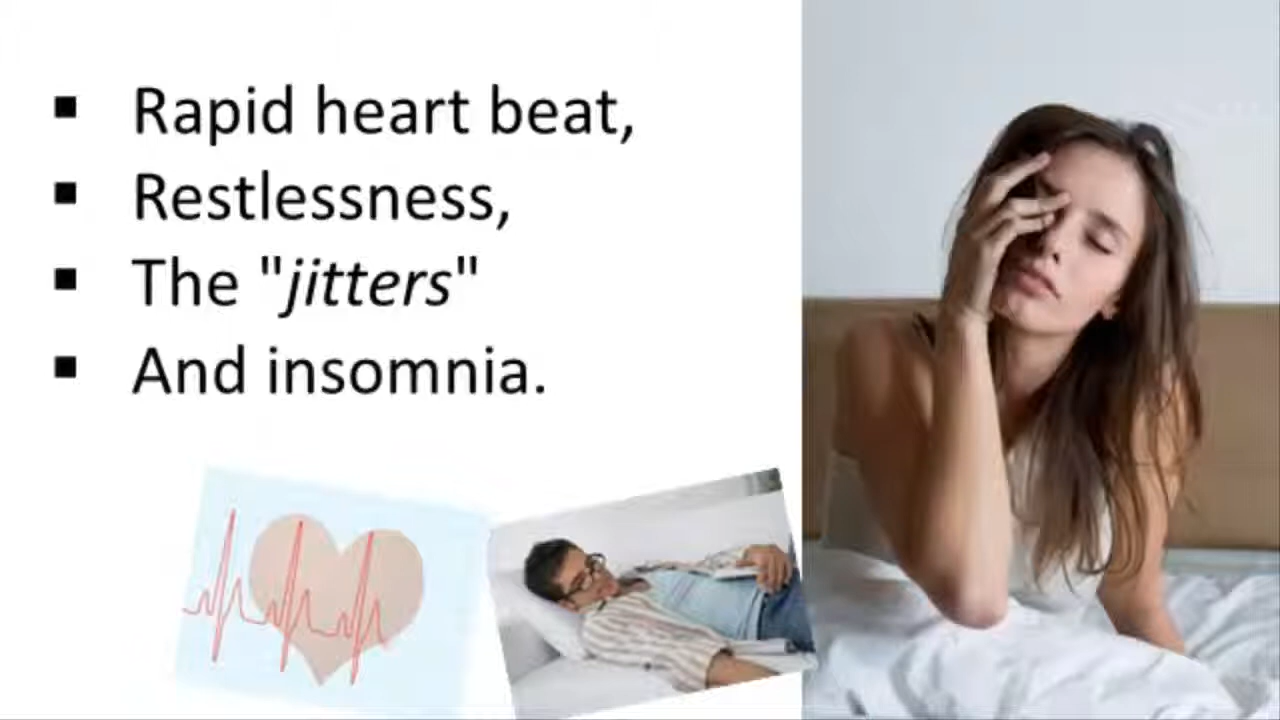 ▪ Rapid heart beat,
▪ Restlessness,
▪ The "jitters"
▪ And insomnia.